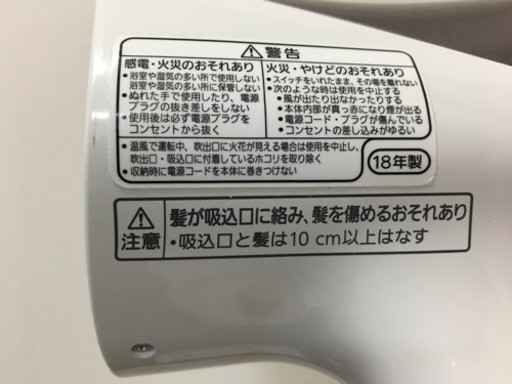 ⚠警告
感電・火災のおそれあり
• 浴室や湿気の多い所で使用しない
浴室や湿気の多い所に保管しない
• ぬれた手で使用したり、電源
プラグの抜き差しをしない
• 使用後は必ず電源プラグを
コンセントから抜く
火災・やけどのおそれあり
• スイッチをいれたまま、その場を離れない
• 次のような時は使用を中止する
• 風が出たり出なかったりする
• 本体内部が真っ赤になり煙が出る
• 電源コード・プラグが傷んでいる
• コンセントの差し込みがゆるい
• 温風で運転中、吹出口に火花が見える場合は使用を中止し、
吹出口・吸込口に付着しているホコリを取り除く
• 収納時に電源コードを本体に巻きつけない
18年製
⚠注意
髪が吸込口に絡み、髪を傷めるおそれあり
・吸込口と髪は10 cm以上はなす